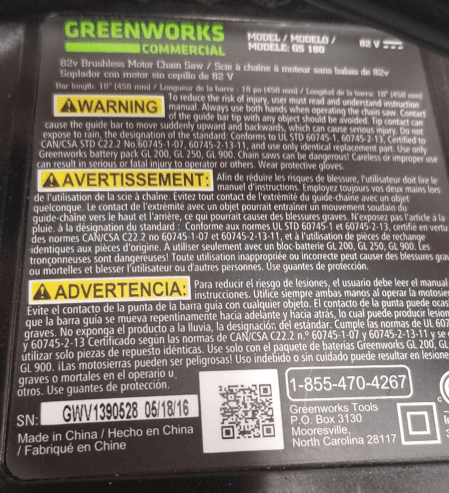 GREENWORKS
COMMERCIAL
MODEL / MODELO /
MODÈLE: GS 180
82 V
82v Brushless Motor Chain Saw / Scie à chaîne à moteur sans balais de 82v
Soplador con motor sin cepillo de 82 V
Bar length: 18" (458 mm) / Longueur de la barre : 18 po (458 mm) / Longitud de la barra: 18" (458 mm)
WARNING To reduce the risk of injury, user must read and understand instruction
manual. Always use both hands when operating the chain saw. Contact
of the guide bar tip with any object should be avoided. Tip contact can
cause the guide bar to move suddenly upward and backwards, which can cause serious injury. Do not
expose to rain, the designation of the standard: Conforms to UL STD 60745-1, 60745-2-13, Certified to
CAN/CSA STD C22.2 No.60745-1-07, 60745-2-13-11, and use only identical replacement part. Use only
Greenworks battery pack GL 200, GL 250, GL 900. Chain saws can be dangerous! Careless or improper use
can result in serious or fatal injury to operator or others. Wear protective gloves.
AVERTISSEMENT: Afin de réduire les risques de blessure, l'utilisateur doit lire le
manuel d'instructions. Employez toujours vos deux mains lors
de l'utilisation de la scie à chaîne. Évitez tout contact de l'extrémité du guide-chaîne avec un objet
quelconque. Le contact avec un objet pourrait entraîner un mouvement soudain du
guide-chaîne vers le haut et l'arrière, ce qui pourrait causer des blessures graves. N'exposez pas l'article à la
pluie. à la désignation du standard : Conforme aux normes UL STD 60745-1, 60745-2-13, certifié en vertu
des normes CAN/CSA C22.2 no 60745-1-07 et 60745-2-13-11, et à l'utilisation de pièces de rechange
identiques aux pièces d'origine. À utiliser seulement avec un bloc-batterie GL 200, GL 250, GL 900. Les
tronçonneuses sont dangereuses! Toute utilisation inappropriée ou incorrecte peut causer des blessures grav
ou mortelles et blesser l'utilisateur ou d'autres personnes. Use guantes de protección.
ADVERTENCIA: Para reducir el riesgo de lesiones, el usuario debe leer el manual
instrucciones. Utilice siempre ambas manos al operar la motosier
Evite el contacto de la punta de la barra guía con cualquier objeto. El contacto de la punta puede ocas
que la barra eguía se mueva repentinamente hacia adelante y hacia atrás, lo cual puede producir lesion
graves. No exponga el producto a la lluvia, la designación del estándar: Cumple las normas de UL 607
y 60745-2-13 Certificado según las normas de CAN/CSA C22.2 n.º 60745-1-07 y 60745-2-13-11 y se
utilizar solo piezas de repuesto idénticas. Use solo con el paquete de baterías Greenworks GL 200, GL
GL 900. ¡Las motosierras pueden ser peligrosas! Uso indebido o sin cuidado puede resultar en lesione
graves o mortales en el operario u
otros. Use guantes de protección.
1-855-470-4267
SN: GWV1390528 05/18/16
Greenworks Tools
P.O. Box 3130
Mooresville,
North Carolina 28117
Made in China / Hecho en China
/ Fabriqué en Chine